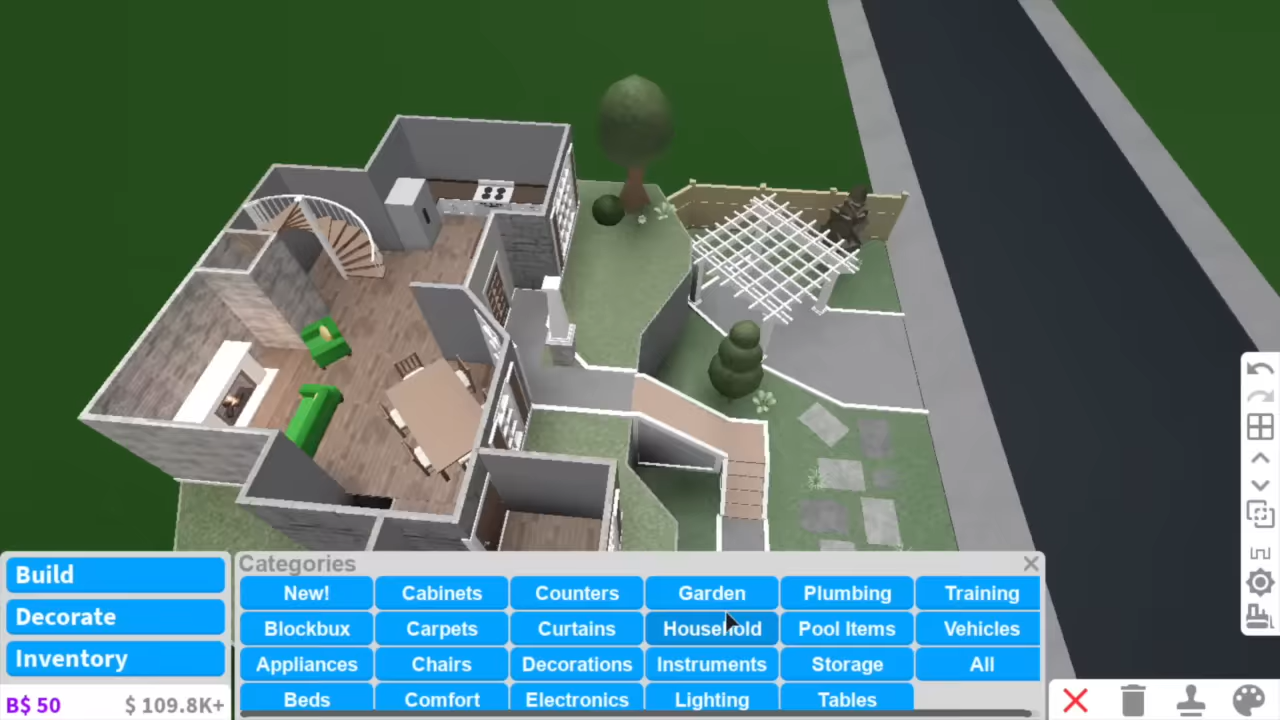 Categories
New! Cabinets Counters Garden Plumbing Training
Blockbux Carpets Curtains Household Pool Items Vehicles
Appliances Chairs Decorations Instruments Storage All
Beds Comfort Electronics Lighting Tables
Build
Decorate
Inventory
B$ 50 $ 109.8K+